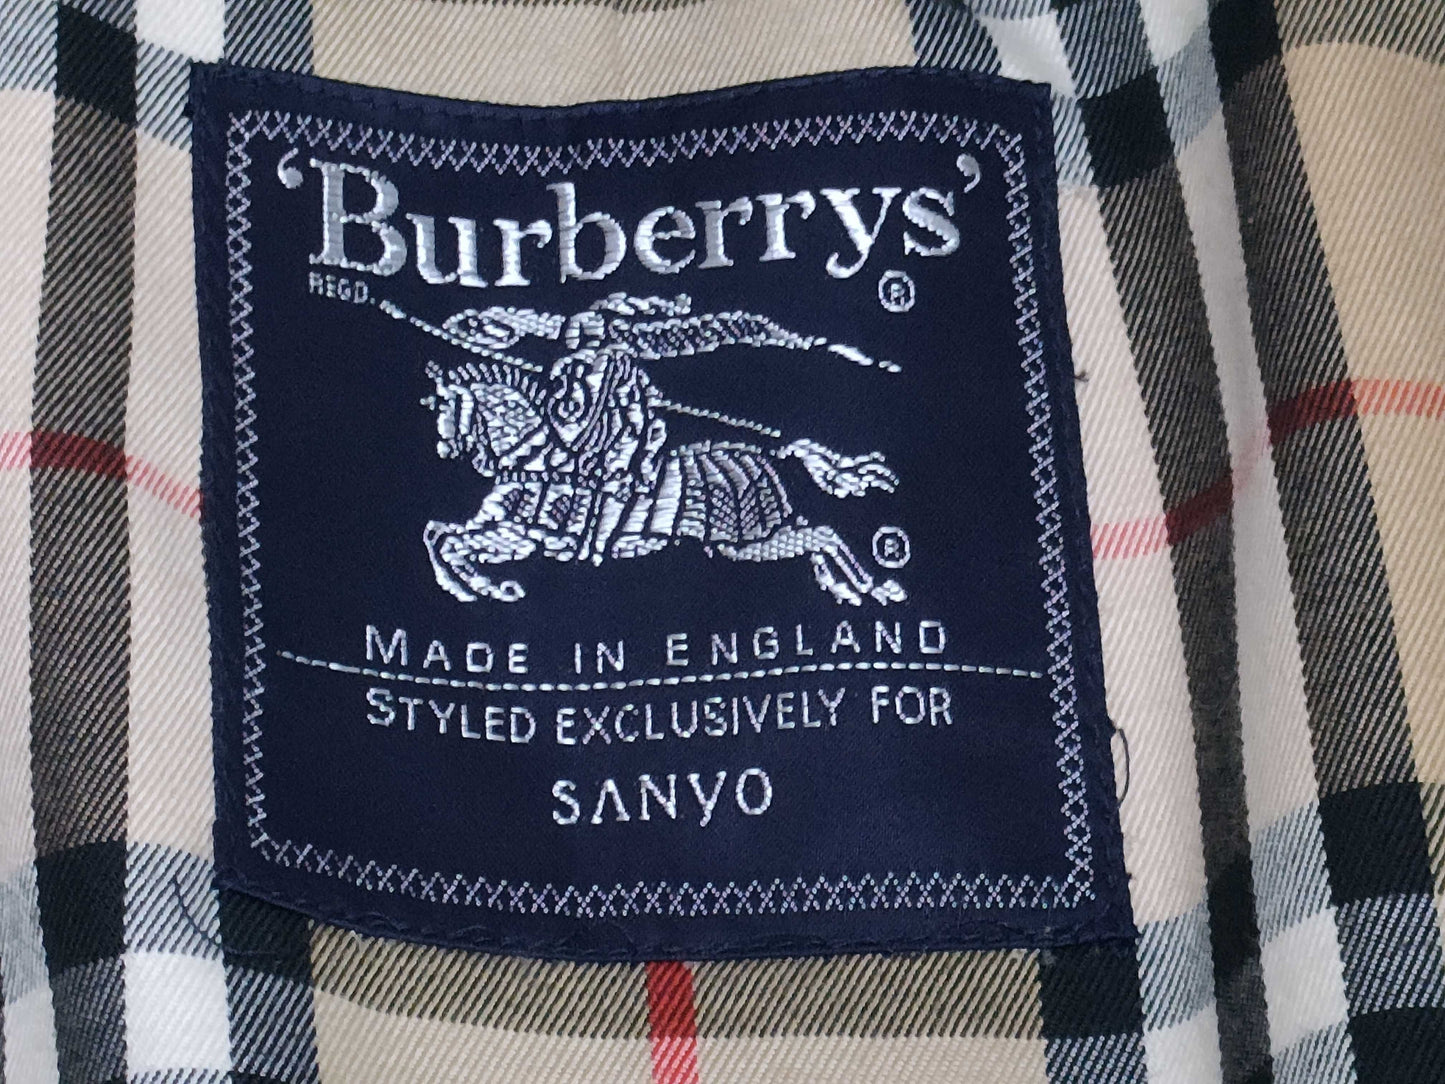 ‘Burberrys’
REGD. ®
®
MADE IN ENGLAND
STYLED EXCLUSIVELY FOR
SANYO